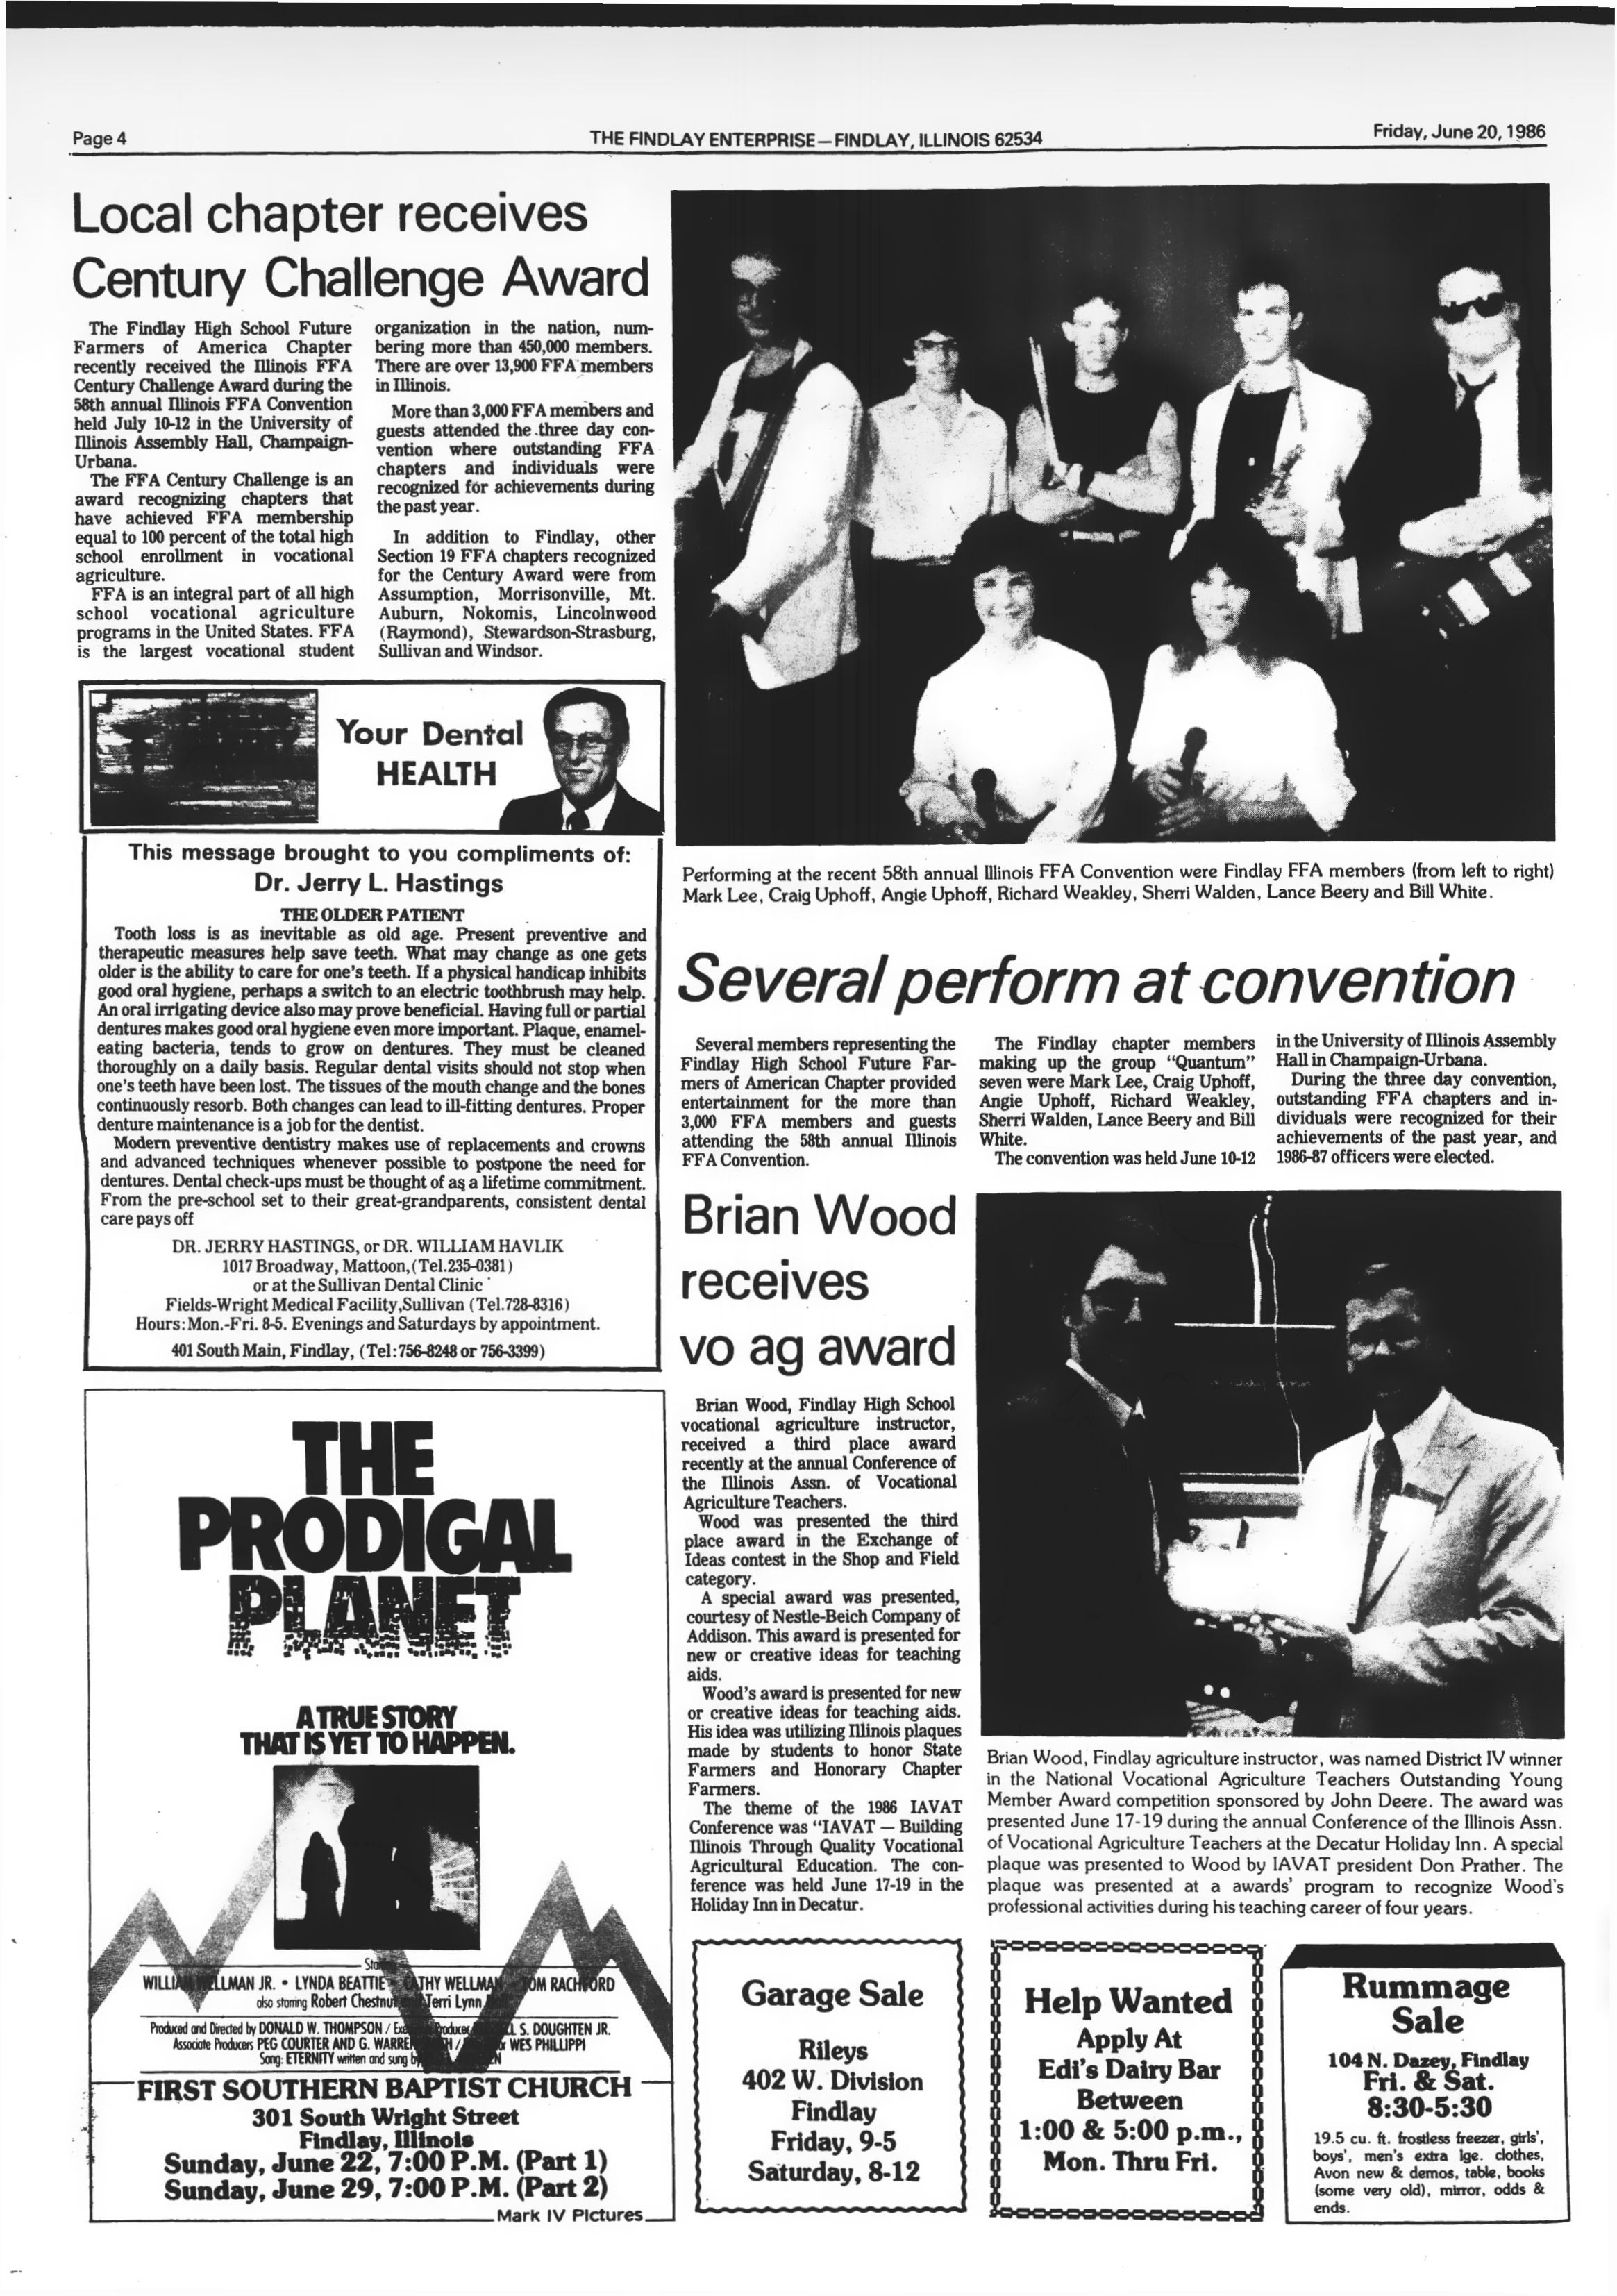 Page 4
THE FINDLAY ENTERPRISE—FINDLAY, ILLINOIS 62534
Friday, June 20, 1986
Local chapter receives
Century Challenge Award
The Findlay High School Future
Farmers of America Chapter
recently received the Illinois FFA
Century Challenge Award during the
58th annual Illinois FFA Convention
held July 10-12 in the University of
Illinois Assembly Hall, Champaign-
Urbana.
The FFA Century Challenge is an
award recognizing chapters that
have achieved FFA membership
equal to 100 percent of the total high
school enrollment in vocational
agriculture.
FFA is an integral part of all high
school vocational agriculture
programs in the United States. FFA
is the largest vocational student
organization in the nation, num-
bering more than 450,000 members.
There are over 13,900 FFA members
in Illinois.
More than 3,000 FFA members and
guests attended the three day con-
vention where outstanding FFA
chapters and individuals were
recognized for achievements during
the past year.
In addition to Findlay, other
Section 19 FFA chapters recognized
for the Century Award were from
Assumption, Morrisonville, Mt.
Auburn, Nokomis, Lincolnwood
(Raymond), Stewardson-Strasburg,
Sullivan and Windsor.
Your Dental
HEALTH
This message brought to you compliments of:
Dr. Jerry L. Hastings
THE OLDER PATIENT
Tooth loss is as inevitable as old age. Present preventive and
therapeutic measures help save teeth. What may change as one gets
older is the ability to care for one's teeth. If a physical handicap inhibits
good oral hygiene, perhaps a switch to an electric toothbrush may help.
An oral irrigating device also may prove beneficial. Having full or partial
dentures makes good oral hygiene even more important. Plaque, enamel-
eating bacteria, tends to grow on dentures. They must be cleaned
thoroughly on a daily basis. Regular dental visits should not stop when
one's teeth have been lost. The tissues of the mouth change and the bones
continuously resorb. Both changes can lead to ill-fitting dentures. Proper
denture maintenance is a job for the dentist.
Modern preventive dentistry makes use of replacements and crowns
and advanced techniques whenever possible to postpone the need for
dentures. Dental check-ups must be thought of as a lifetime commitment.
From the pre-school set to their great-grandparents, consistent dental
care pays off
DR. JERRY HASTINGS, or DR. WILLIAM HAVLIK
1017 Broadway, Mattoon,(Tel.235-0381)
or at the Sullivan Dental Clinic
Fields-Wright Medical Facility,Sullivan (Tel.728-8316)
Hours:Mon.-Fri. 8-5. Evenings and Saturdays by appointment.
401 South Main, Findlay, (Tel:756-8248 or 756-3399)
THE
PRODIGAL
PLANET
A TRUE STORY
THAT IS YET TO HAPPEN.
WILLIAM WELLMAN JR. • LYNDA BEATTIE • CATHY WELLMAN • TOM RACHFORD
also starring Robert Chestnut Terri Lynn
Produced and Directed by DONALD W. THOMPSON / Executive Producer S. DOUGHTEN JR.
Associate Producers PEG COURTER AND G. WARREN / WES PHILLIPPI
Song: ETERNITY written and sung by
FIRST SOUTHERN BAPTIST CHURCH
301 South Wright Street
Findlay, Illinois
Sunday, June 22, 7:00 P.M. (Part 1)
Sunday, June 29, 7:00 P.M. (Part 2)
Mark IV Pictures
Performing at the recent 58th annual Illinois FFA Convention were Findlay FFA members (from left to right)
Mark Lee, Craig Uphoff, Angie Uphoff, Richard Weakley, Sherri Walden, Lance Beery and Bill White.
Several perform at convention
Several members representing the
Findlay High School Future Far-
mers of American Chapter provided
entertainment for the more than
3,000 FFA members and guests
attending the 58th annual Illinois
FFA Convention.
The Findlay chapter members
making up the group "Quantum"
seven were Mark Lee, Craig Uphoff,
Angie Uphoff, Richard Weakley,
Sherri Walden, Lance Beery and Bill
White.
The convention was held June 10-12
in the University of Illinois Assembly
Hall in Champaign-Urbana.
During the three day convention,
outstanding FFA chapters and in-
dividuals were recognized for their
achievements of the past year, and
1986-87 officers were elected.
Brian Wood
receives
vo ag award
Brian Wood, Findlay High School
vocational agriculture instructor,
received a third place award
recently at the annual Conference of
the Illinois Assn. of Vocational
Agriculture Teachers.
Wood was presented the third
place award in the Exchange of
Ideas contest in the Shop and Field
category.
A special award was presented,
courtesy of Nestle-Beich Company of
Addison. This award is presented for
new or creative ideas for teaching
aids.
Wood's award is presented for new
or creative ideas for teaching aids.
His idea was utilizing Illinois plaques
made by students to honor State
Farmers and Honorary Chapter
Farmers.
The theme of the 1986 IAVAT
Conference was "IAVAT — Building
Illinois Through Quality Vocational
Agricultural Education. The con-
ference was held June 17-19 in the
Holiday Inn in Decatur.
Brian Wood, Findlay agriculture instructor, was named District IV winner
in the National Vocational Agriculture Teachers Outstanding Young
Member Award competition sponsored by John Deere. The award was
presented June 17-19 during the annual Conference of the Illinois Assn.
of Vocational Agriculture Teachers at the Decatur Holiday Inn. A special
plaque was presented to Wood by IAVAT president Don Prather. The
plaque was presented at a awards' program to recognize Wood's
professional activities during his teaching career of four years.
Garage Sale
Rileys
402 W. Division
Findlay
Friday, 9-5
Saturday, 8-12
Help Wanted
Apply At
Edi's Dairy Bar
Between
1:00 & 5:00 p.m.,
Mon. Thru Fri.
Rummage
Sale
104 N. Dazey, Findlay
Fri. & Sat.
8:30-5:30
19.5 cu. ft. frostless freezer, girls',
boys', men's extra lge. clothes,
Avon new & demos, table, books
(some very old), mirror, odds &
ends.